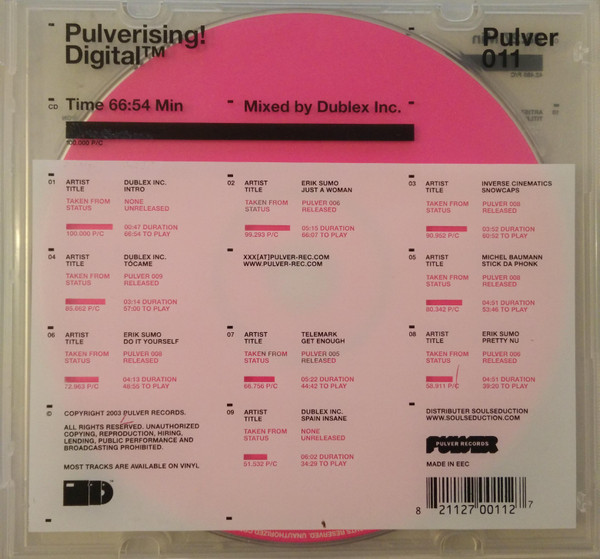 Pulverising!
Digital™
Pulver
011
CD
Time 66:54 Min
Mixed by Dublex Inc.
100.000 P/C
01
ARTIST DUBLEX INC.
TITLE INTRO
TAKEN FROM NONE
STATUS UNRELEASED
00:47 DURATION
100.000 P/C 66:54 TO PLAY
02
ARTIST ERIK SUMO
TITLE JUST A WOMAN
TAKEN FROM PULVER 006
STATUS RELEASED
05:15 DURATION
99.293 P/C 66:07 TO PLAY
03
ARTIST INVERSE CINEMATICS
TITLE SNOWCAPS
TAKEN FROM PULVER 008
STATUS RELEASED
03:52 DURATION
90.962 P/C 60:52 TO PLAY
04
ARTIST DUBLEX INC.
TITLE TÓCAME
TAKEN FROM PULVER 009
STATUS RELEASED
03:14 DURATION
85.662 P/C 57:00 TO PLAY
XXX[AT]PULVER-REC.COM
WWW.PULVER-REC.COM
05
ARTIST MICHEL BAUMANN
TITLE STICK DA PHONK
TAKEN FROM PULVER 008
STATUS RELEASED
04:31 DURATION
80.342 P/C 53:46 TO PLAY
06
ARTIST ERIK SUMO
TITLE DO IT YOURSELF
TAKEN FROM PULVER 008
STATUS RELEASED
04:13 DURATION
72.963 P/C 46:55 TO PLAY
07
ARTIST TELEMARK
TITLE GET ENOUGH
TAKEN FROM PULVER 005
STATUS RELEASED
05:22 DURATION
66.756 P/C 44:42 TO PLAY
08
ARTIST ERIK SUMO
TITLE PRETTY NU
TAKEN FROM PULVER 006
STATUS RELEASED
04:51 DURATION
58.911 P/C 39:20 TO PLAY
© COPYRIGHT 2003 PULVER RECORDS.
ALL RIGHTS RESERVED. UNAUTHORIZED
COPYING, REPRODUCTION, HIRING,
LENDING, PUBLIC PERFORMANCE AND
BROADCASTING PROHIBITED.
MOST TRACKS ARE AVAILABLE ON VINYL
09
ARTIST DUBLEX INC.
TITLE SPAIN INSANE
TAKEN FROM NONE
STATUS UNRELEASED
06:02 DURATION
51.532 P/C 34:29 TO PLAY
DISTRIBUTER SOULSEDUCTION
WWW.SOULSEDUCTION.COM
PULVER
PULVER RECORDS
MADE IN EEC
8 21127 00112 7